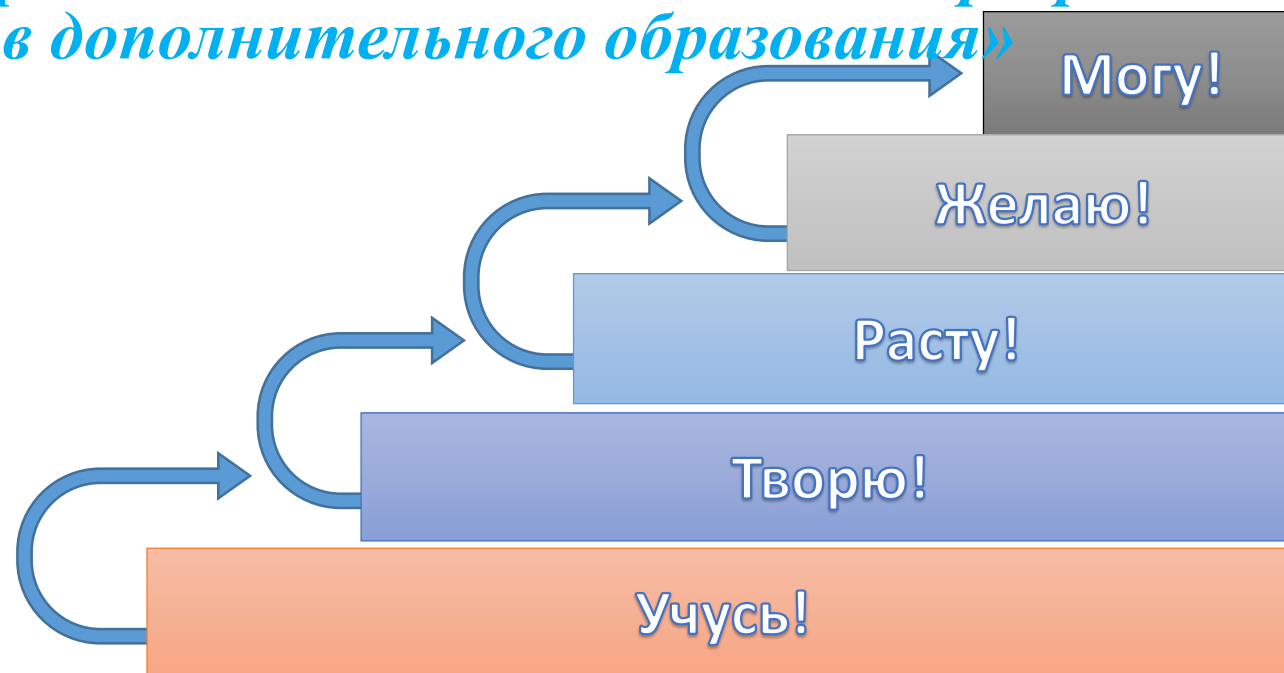 в дополнительного образования»
Могу!
Желаю!
Расту!
Творю!
Учусь!